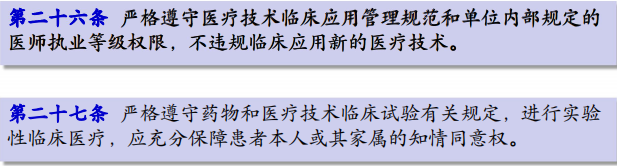 第二十六条 严格遵守医疗技术临床应用管理规范和单位内部规定的
医师执业等级权限，不违规临床应用新的医疗技术。
第二十七条 严格遵守药物和医疗技术临床试验有关规定，进行实验
性临床医疗，应充分保障患者本人或其家属的知情同意权。